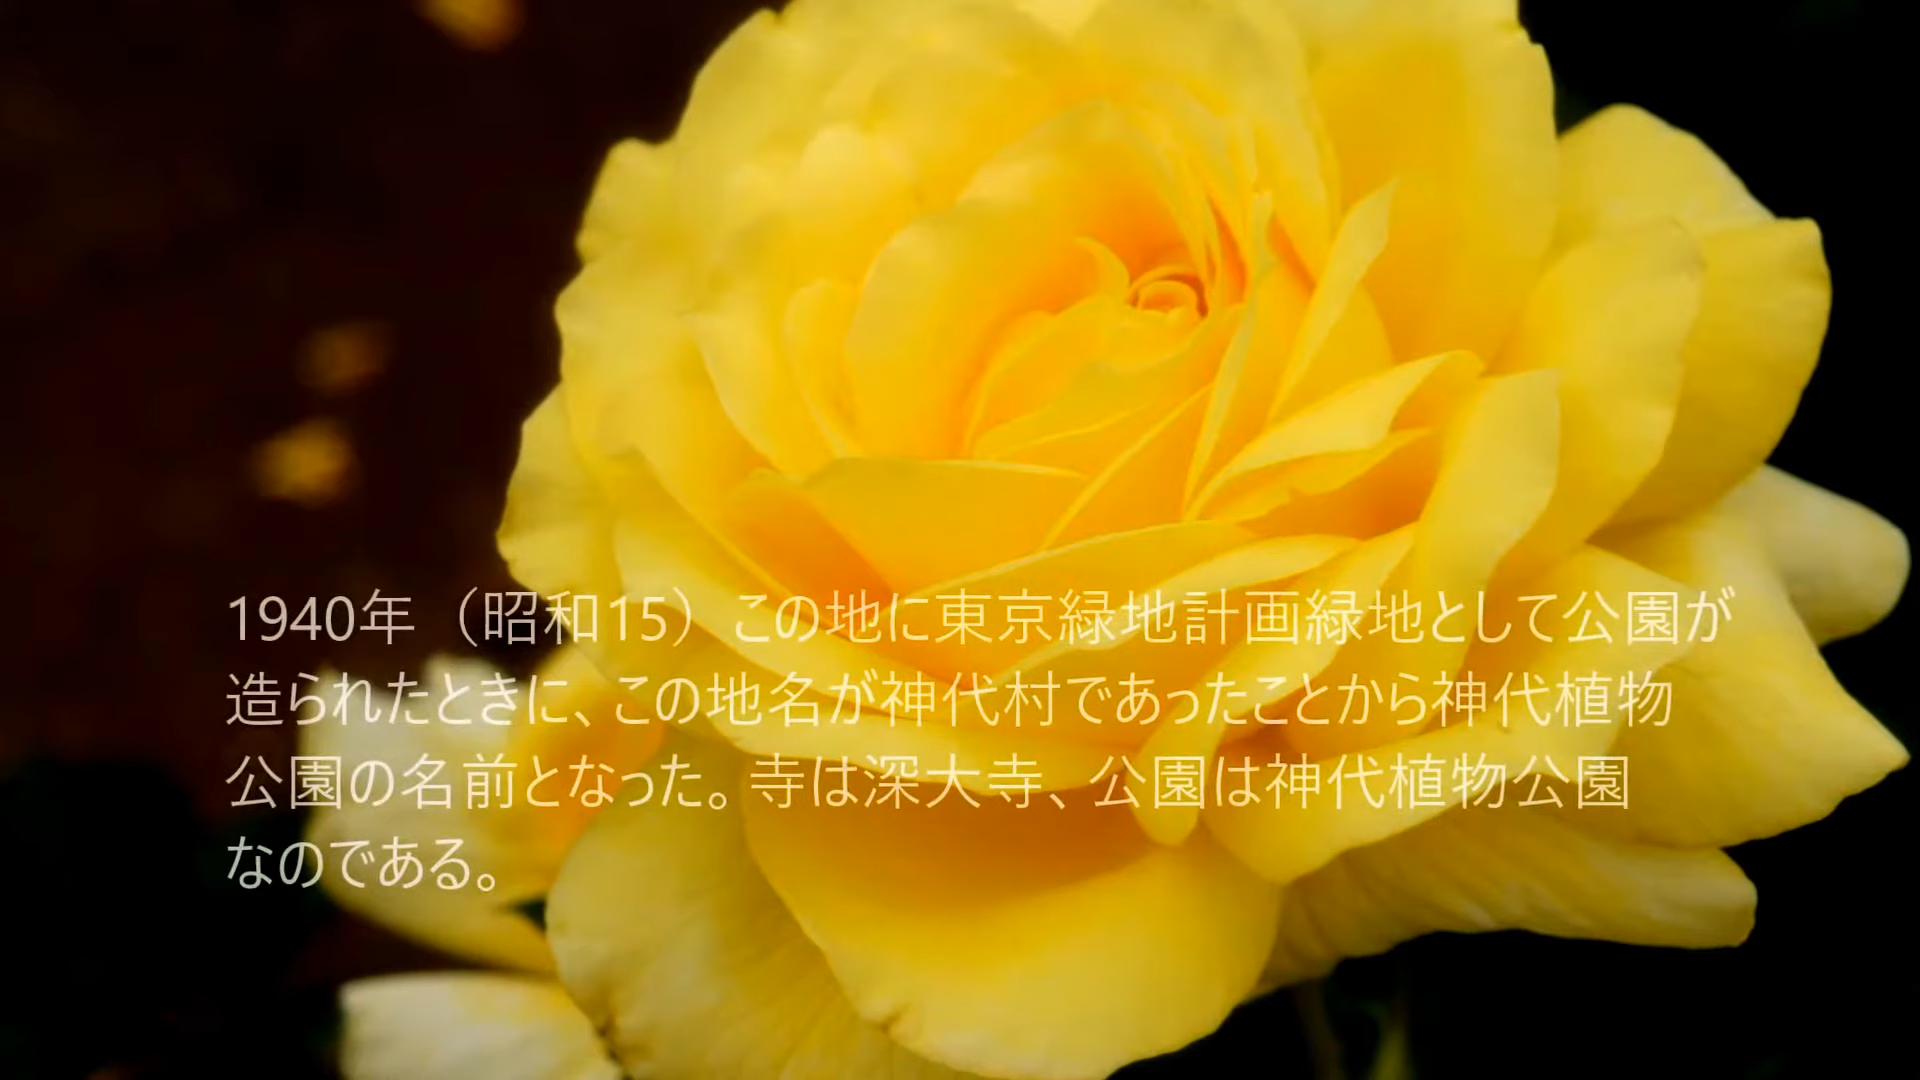 1940年（昭和15）この地に東京緑地計画緑地として公園が
造られたときに、この地名が神代村であったことから神代植物
公園の名前となった。寺は深大寺、公園は神代植物公園
なのである。